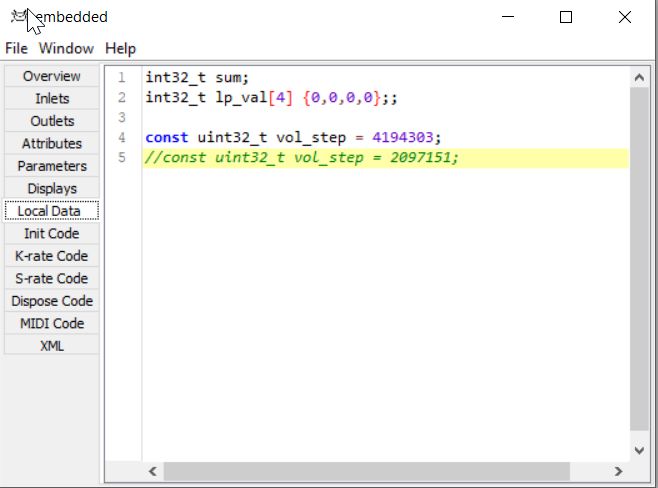 embedded
File Window Help
Overview
Inlets
Outlets
Attributes
Parameters
Displays
Local Data
Init Code
K-rate Code
S-rate Code
Dispose Code
MIDI Code
XML
1 int32_t sum;
2 int32_t lp_val[4] {0,0,0,0};;
3
4 const uint32_t vol_step = 4194303;
5 //const uint32_t vol_step = 2097151;